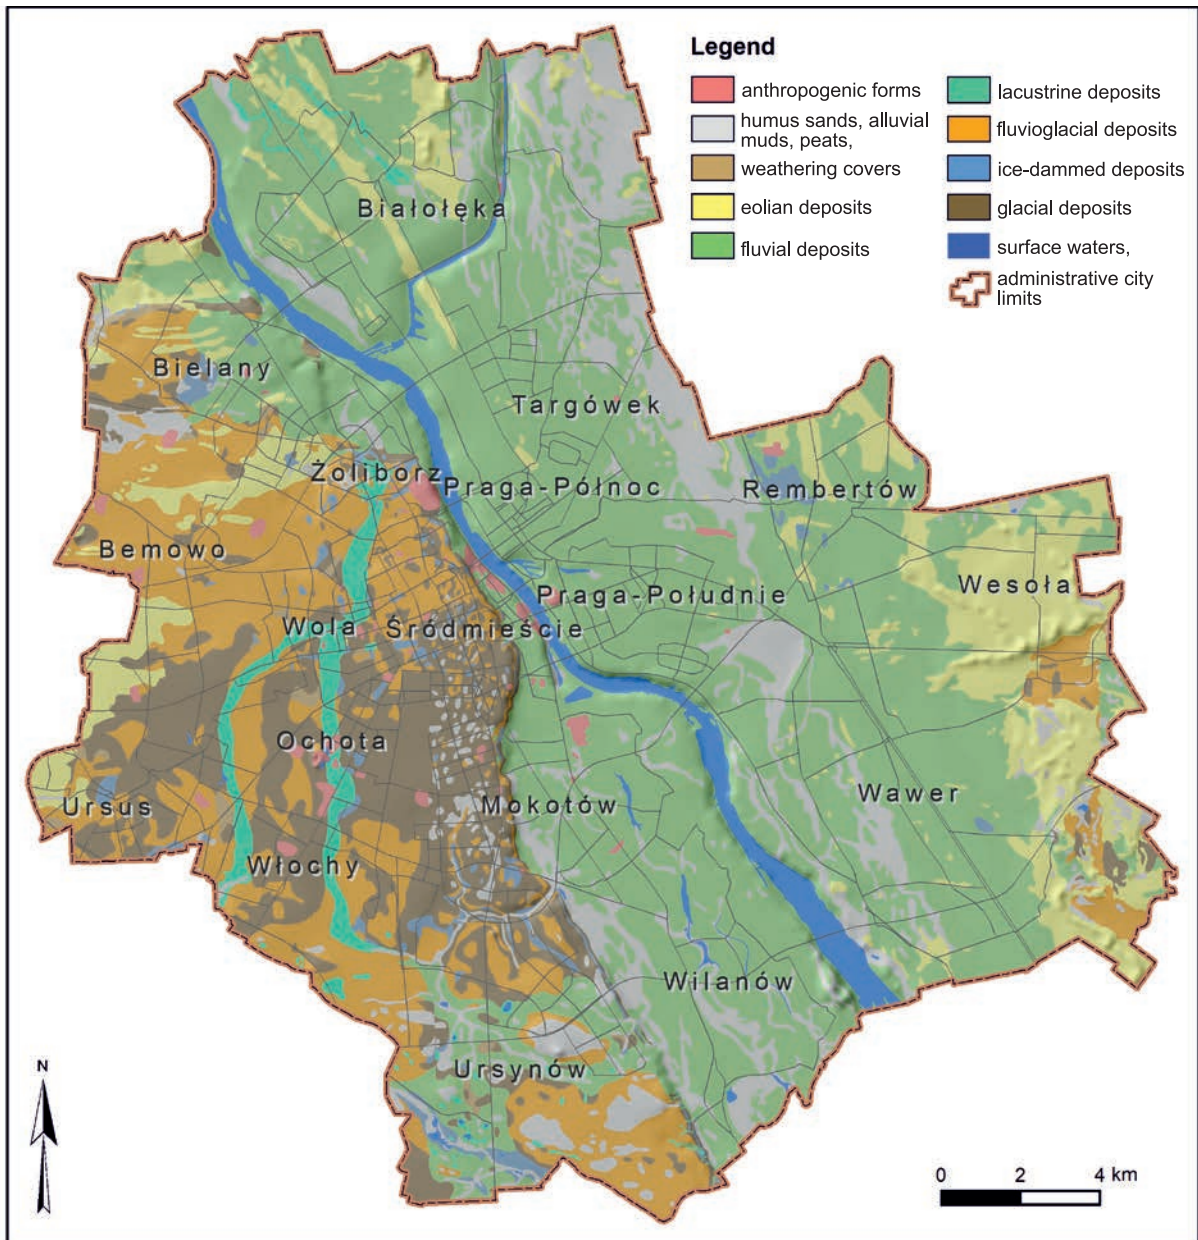 Legend
anthropogenic forms
humus sands, alluvial
muds, peats,
weathering covers
eolian deposits
fluvial deposits
lacustrine deposits
fluvioglacial deposits
ice-dammed deposits
glacial deposits
surface waters,
administrative city
limits
Białołęka
Bielany
Targówek
Żoliborz
Praga-Północ
Rembertów
Bemowo
Wesoła
Praga-Południe
Wola
Śródmieście
Ochota
Ursus
Mokotów
Wawer
Włochy
Wilanów
Ursynów
N
0 2 4 km